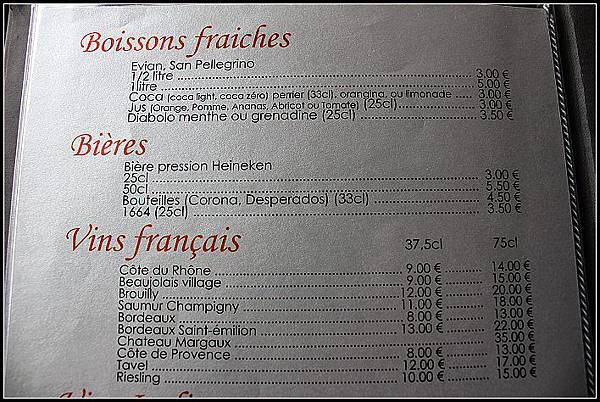 Boissons fraiches
Evian, San Pellegrino
1/2 litre ........ 3.00 €
1litre ........ 5.00 €
Coca (coca light, coca zéro) perrier (33cl), orangina, ou limonade ..... 3.00 €
JUS (Orange, Pomme, Ananas, Abricot ou Tomate) (25cl) ........ 3.00 €
Diabolo menthe ou grenadine (25cl) ........ 3.50 €
Bières
Bière pression Heineken
25cl ........ 3.00 €
50cl ........ 5.50 €
Bouteilles (Corona, Desperados) (33cl) ........ 4.50 €
1664 (25cl) ........ 3.50 €
Vins français 37,5cl 75cl
Côte du Rhône ........ 9.00 € ........ 14.00 €
Beaujolais village ........ 9.00 € ........ 15.00 €
Brouilly ........ 12.00 € ........ 20.00 €
Saumur Champigny ........ 11.00 € ........ 18.00 €
Bordeaux ........ 8.00 € ........ 13.00 €
Bordeaux Saint-émilion ........ 13.00 € ........ 22.00 €
Chateau Margaux ........ 35.00 €
Côte de Provence ........ 8.00 € ........ 13.00 €
Tavel ........ 12.00 € ........ 17.00 €
Riesling ........ 10.00 € ........ 15.00 €